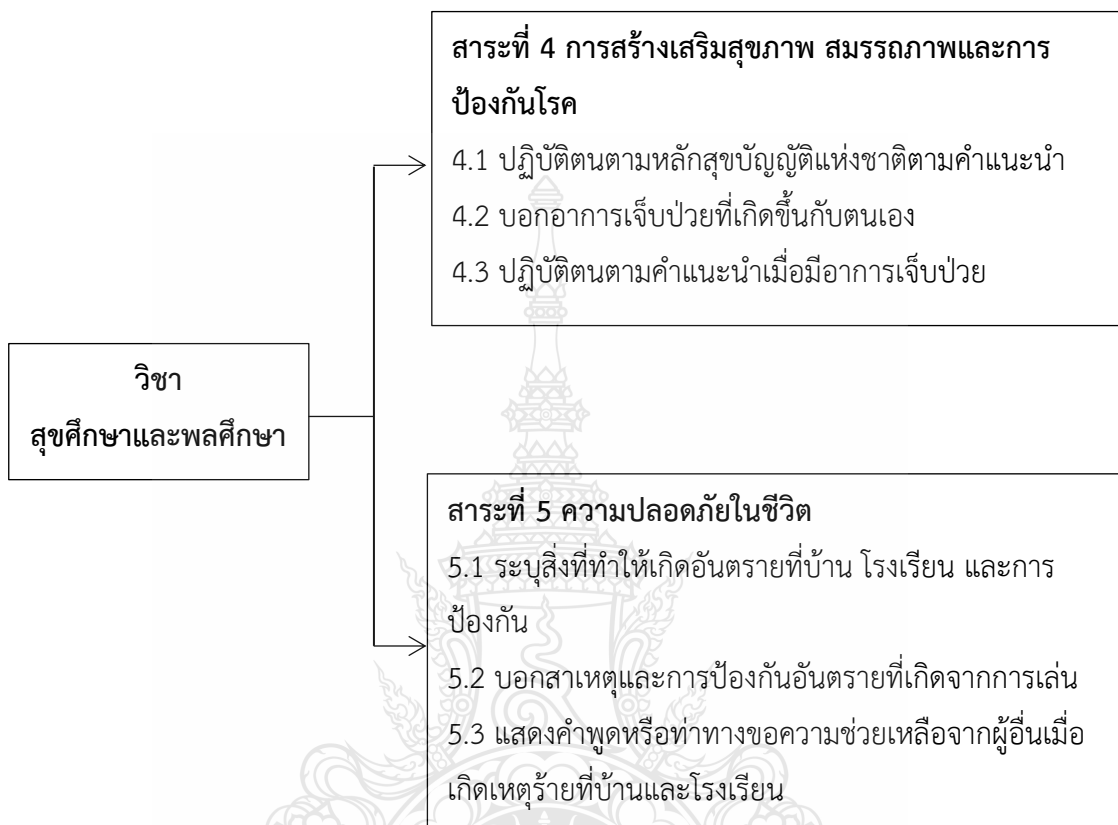 สาระที่ 4 การสร้างเสริมสุขภาพ สมรรถภาพและการ
ป้องกันโรค
4.1 ปฏิบัติตนตามหลักสุขบัญญัติแห่งชาติตามคำแนะนำ
4.2 บอกอาการเจ็บป่วยที่เกิดขึ้นกับตนเอง
4.3 ปฏิบัติตนตามคำแนะนำเมื่อมีอาการเจ็บป่วย
วิชา
สุขศึกษาและพลศึกษา
สาระที่ 5 ความปลอดภัยในชีวิต
5.1 ระบุสิ่งที่ทำให้เกิดอันตรายที่บ้าน โรงเรียน และการ
ป้องกัน
5.2 บอกสาเหตุและการป้องกันอันตรายที่เกิดจากการเล่น
5.3 แสดงคำพูดหรือท่าทางขอความช่วยเหลือจากผู้อื่นเมื่อ
เกิดเหตุร้ายที่บ้านและโรงเรียน